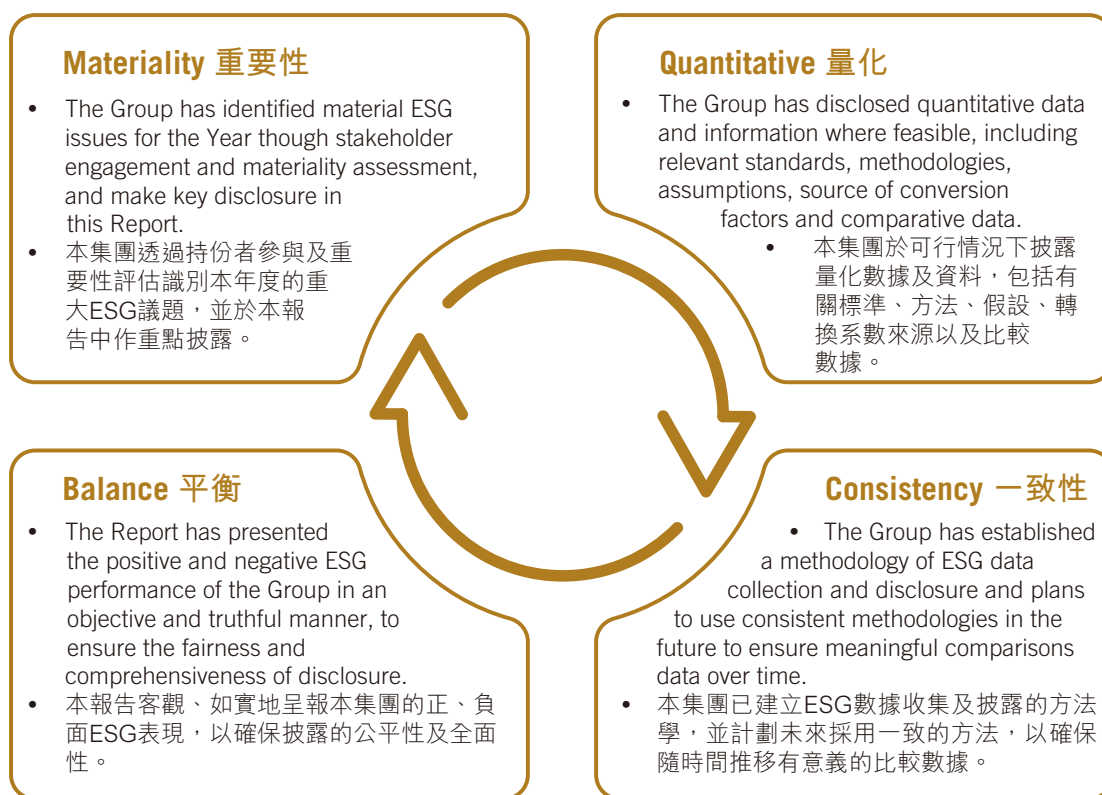 Materiality 重要性
• The Group has identified material ESG
issues for the Year though stakeholder
engagement and materiality assessment,
and make key disclosure in
this Report.
• 本集團透過持份者參與及重
要性評估識別本年度的重
大ESG議題，並於本報
告中作重點披露。
Quantitative 量化
• The Group has disclosed quantitative data
and information where feasible, including
relevant standards, methodologies,
assumptions, source of conversion
factors and comparative data.
• 本集團於可行情況下披露
量化數據及資料，包括有
關標準、方法、假設、轉
換系數來源以及比較
數據。
Balance 平衡
• The Report has presented
the positive and negative ESG
performance of the Group in an
objective and truthful manner, to
ensure the fairness and
comprehensiveness of disclosure.
• 本報告客觀、如實地呈報本集團的正、負
面ESG表現，以確保披露的公平性及全面
性。
Consistency 一致性
• The Group has established
a methodology of ESG data
collection and disclosure and plans
to use consistent methodologies in the
future to ensure meaningful comparisons
data over time.
• 本集團已建立ESG數據收集及披露的方法
學，並計劃未來採用一致的方法，以確保
隨時間推移有意義的比較數據。